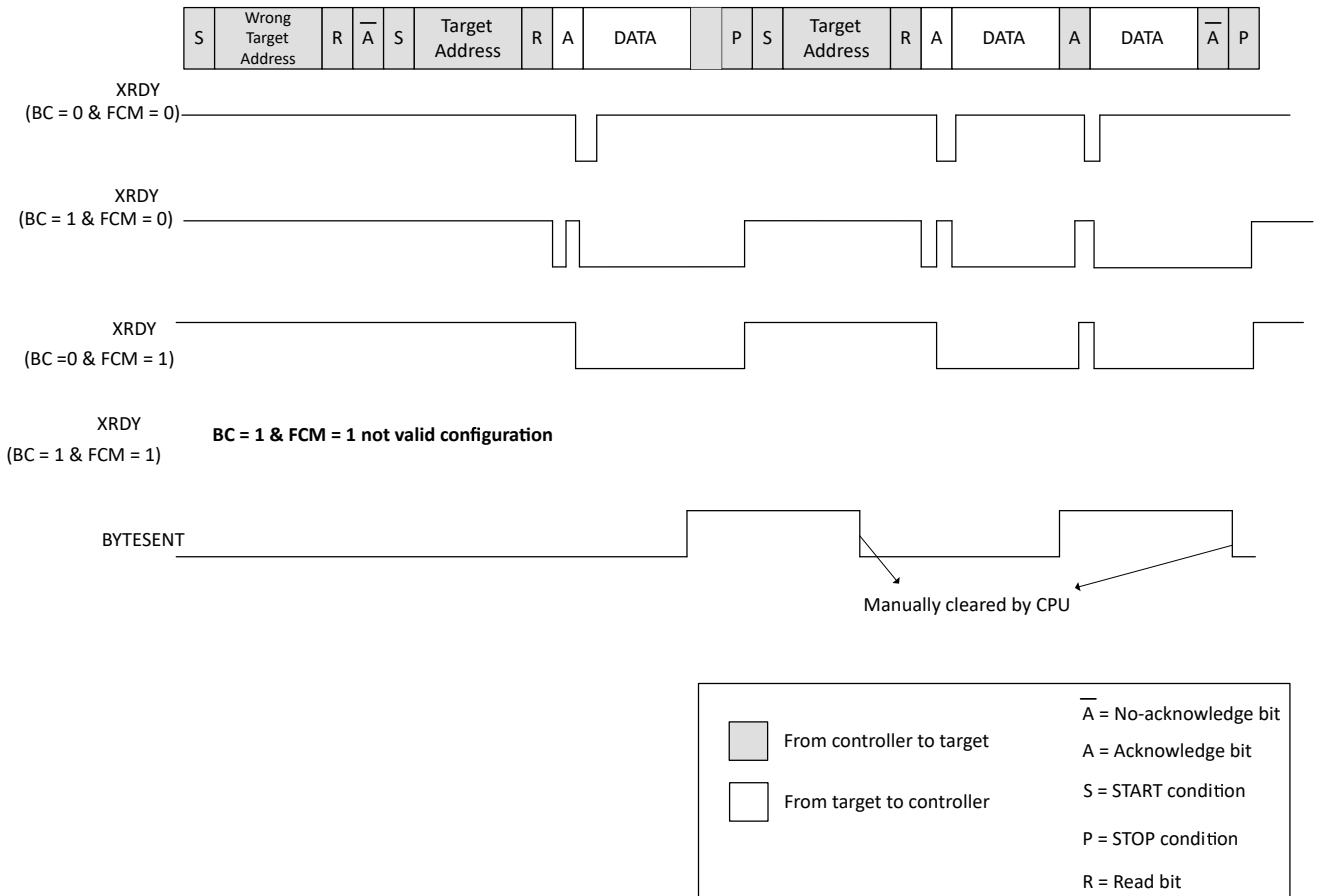 S Wrong Target Address R A̅ S Target Address R A DATA P S Target Address R A DATA A DATA A̅ P
XRDY
(BC = 0 & FCM = 0)
XRDY
(BC = 1 & FCM = 0)
XRDY
(BC =0 & FCM = 1)
XRDY
(BC = 1 & FCM = 1)
BC = 1 & FCM = 1 not valid configuration
BYTESENT
Manually cleared by CPU
From controller to target
From target to controller
A̅ = No-acknowledge bit
A = Acknowledge bit
S = START condition
P = STOP condition
R = Read bit